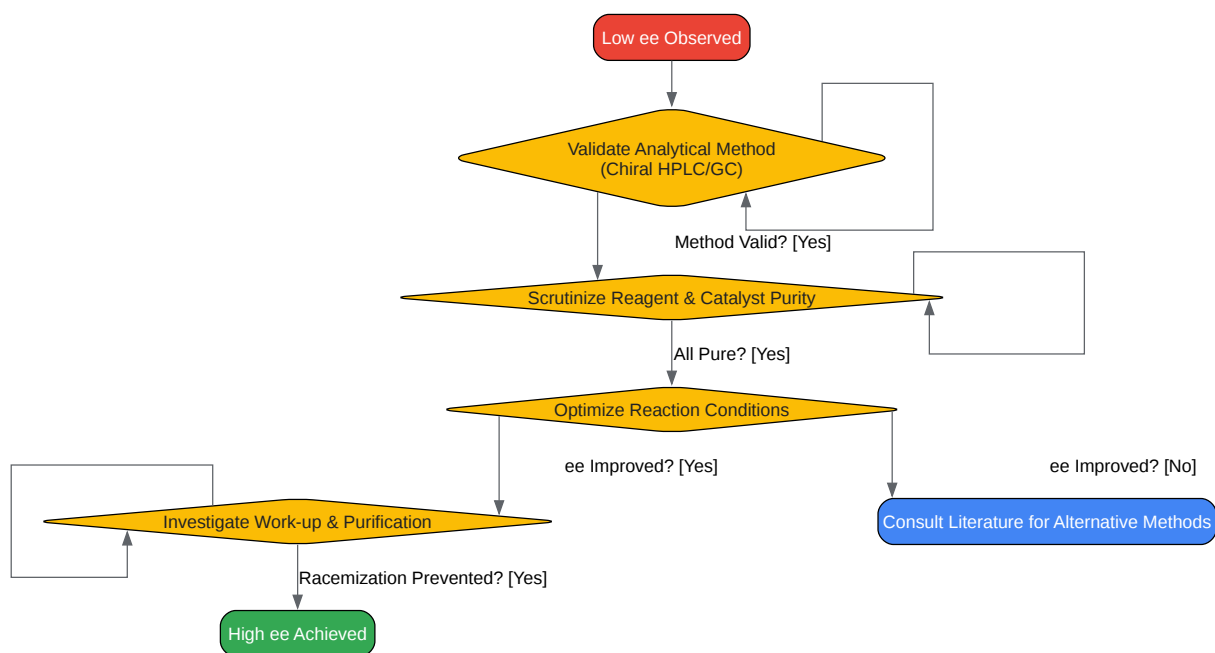 Low ee Observed
Validate Analytical Method
(Chiral HPLC/GC)
Method Valid? [Yes]
Scrutinize Reagent & Catalyst Purity
All Pure? [Yes]
Optimize Reaction Conditions
ee Improved? [Yes]
ee Improved? [No]
Investigate Work-up & Purification
Consult Literature for Alternative Methods
Racemization Prevented? [Yes]
High ee Achieved